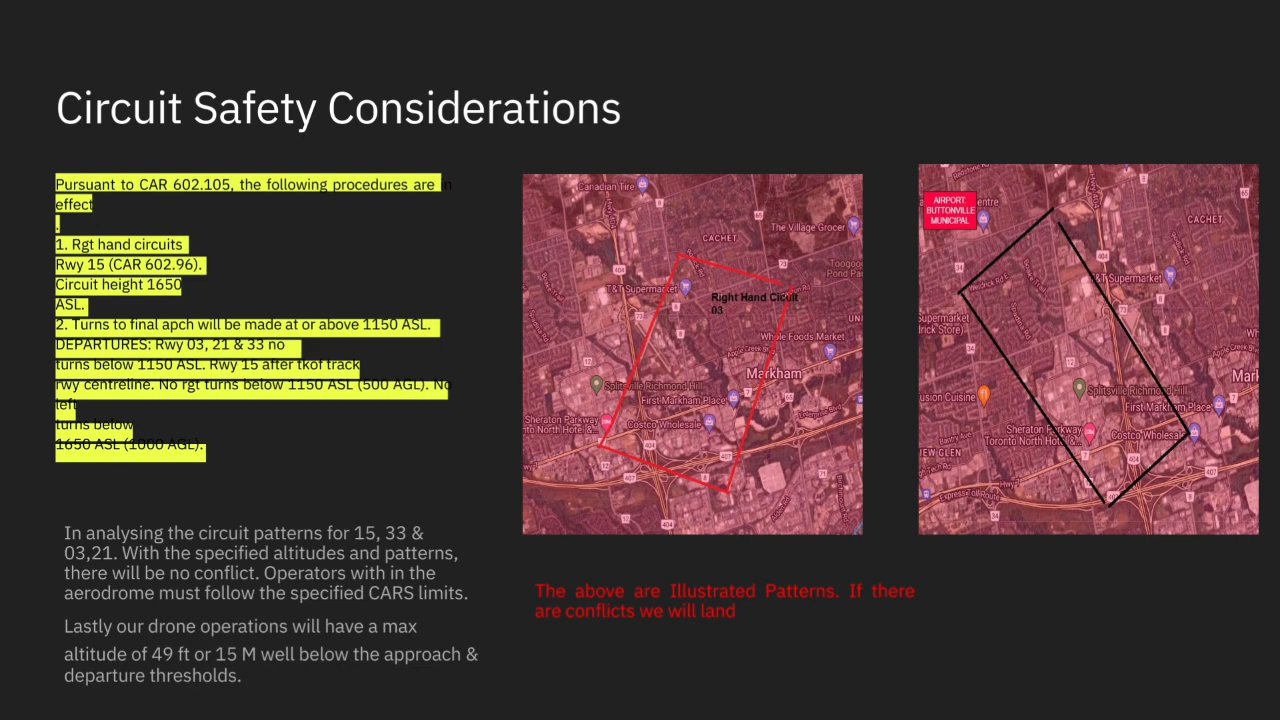 Circuit Safety Considerations
Pursuant to CAR 602.105, the following procedures are in
effect
.
1. Rgt hand circuits
Rwy 15 (CAR 602.96).
Circuit height 1650
ASL.
2. Turns to final apch will be made at or above 1150 ASL.
DEPARTURES: Rwy 03, 21 & 33 no
turns below 1150 ASL. Rwy 15 after tkof track
rwy centreline. No rgt turns below 1150 ASL (500 AGL). No
left
turns below
1650 ASL (1000 AGL).
In analysing the circuit patterns for 15, 33 &
03,21. With the specified altitudes and patterns,
there will be no conflict. Operators with in the
aerodrome must follow the specified CARS limits.
Lastly our drone operations will have a max
altitude of 49 ft or 15 M well below the approach &
departure thresholds.
Canadian Tire
The Village Grocer
CACHET
404
T&T Supermarket
Right Hand Cicuit
03
Whole Foods Market
Markham
Splitsville Richmond Hill
First Markham Place
Sheraton Parkway
Costco Wholesale
407
404
AIRPORT:
BUTTONVILLE
MUNICIPAL
CACHET
404
T&T Supermarket
Supermarket
Splitsville Richmond Hill
First Markham Place
Sheraton Parkway
Toronto North Hotel &...
Costco Wholesale
404
407
The above are Illustrated Patterns. If there
are conflicts we will land